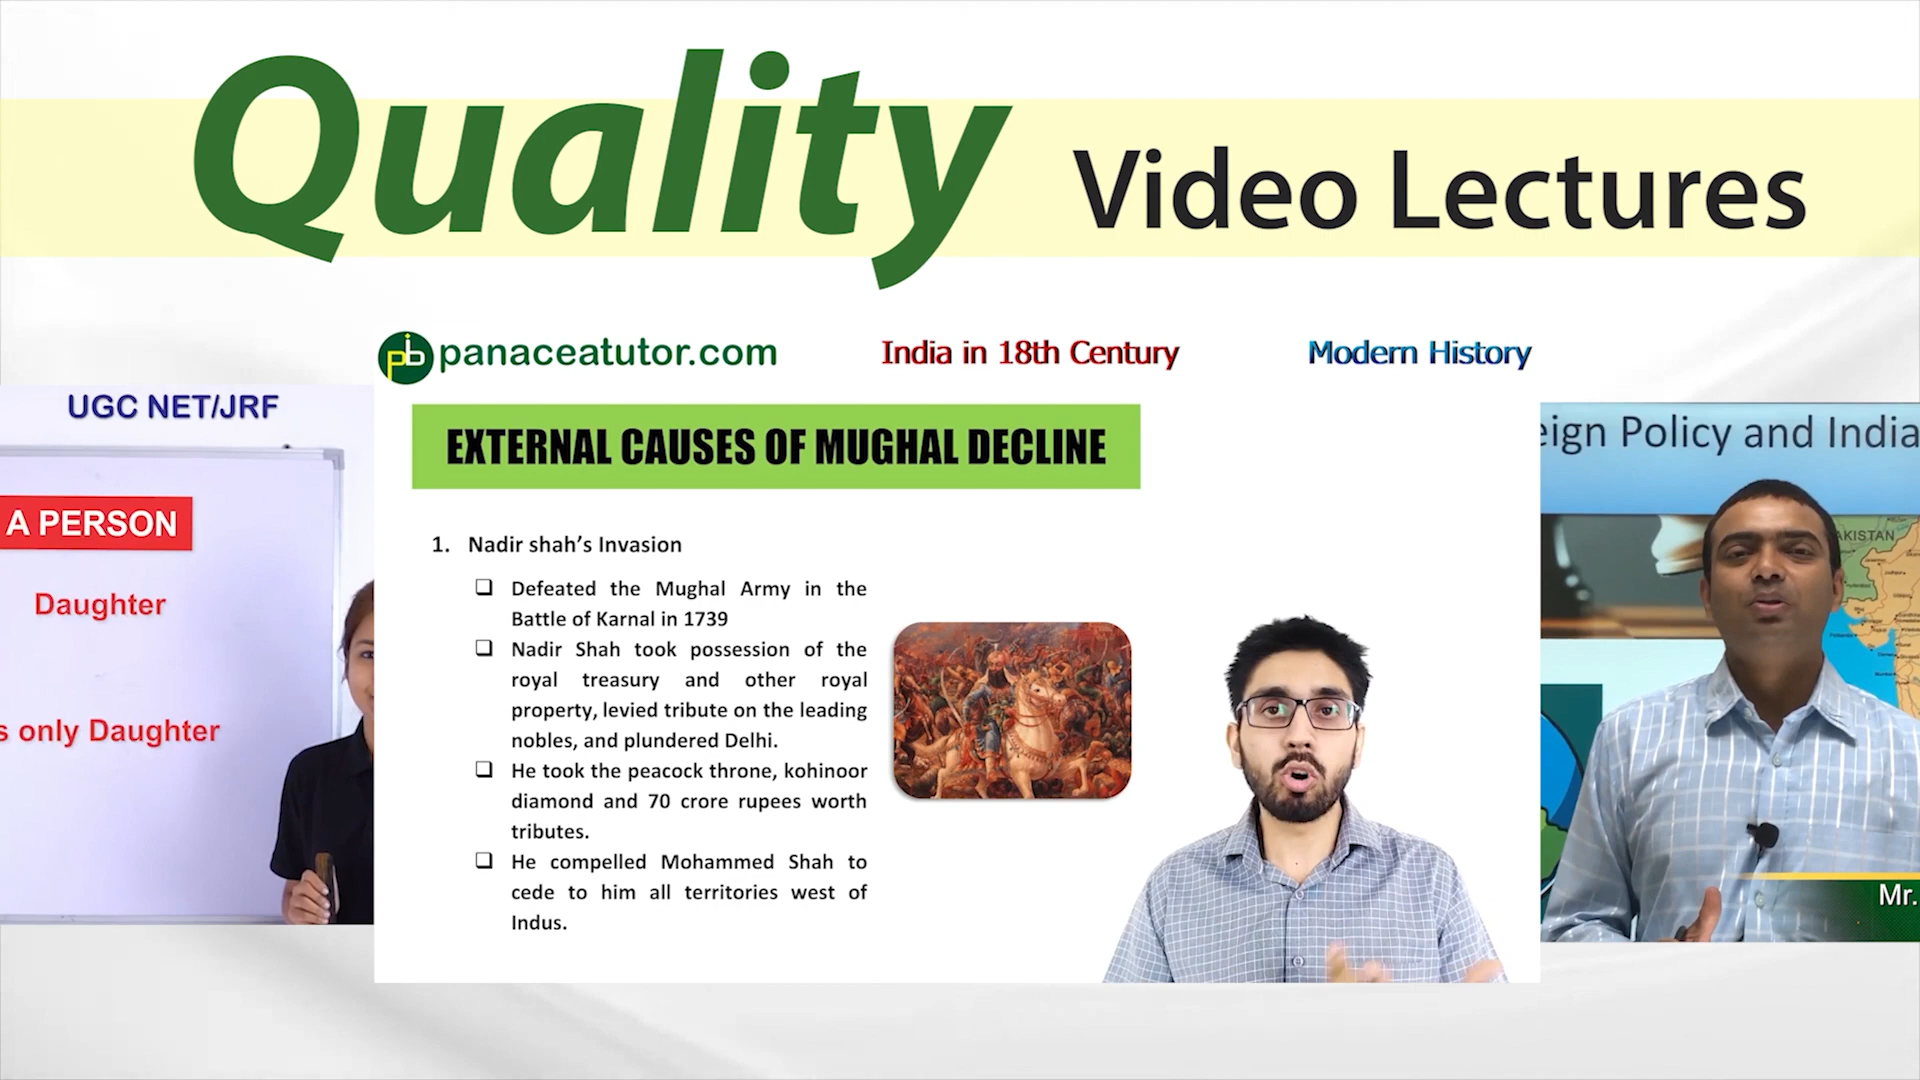 Quality Video Lectures
panaceatutor.com India in 18th Century Modern History
UGC NET/JRF
A PERSON
Daughter
s only Daughter
EXTERNAL CAUSES OF MUGHAL DECLINE
1. Nadir shah’s Invasion
❑ Defeated the Mughal Army in the
Battle of Karnal in 1739
❑ Nadir Shah took possession of the
royal treasury and other royal
property, levied tribute on the leading
nobles, and plundered Delhi.
❑ He took the peacock throne, kohinoor
diamond and 70 crore rupees worth
tributes.
❑ He compelled Mohammed Shah to
cede to him all territories west of
Indus.
eign Policy and India
AKISTAN
Mr.